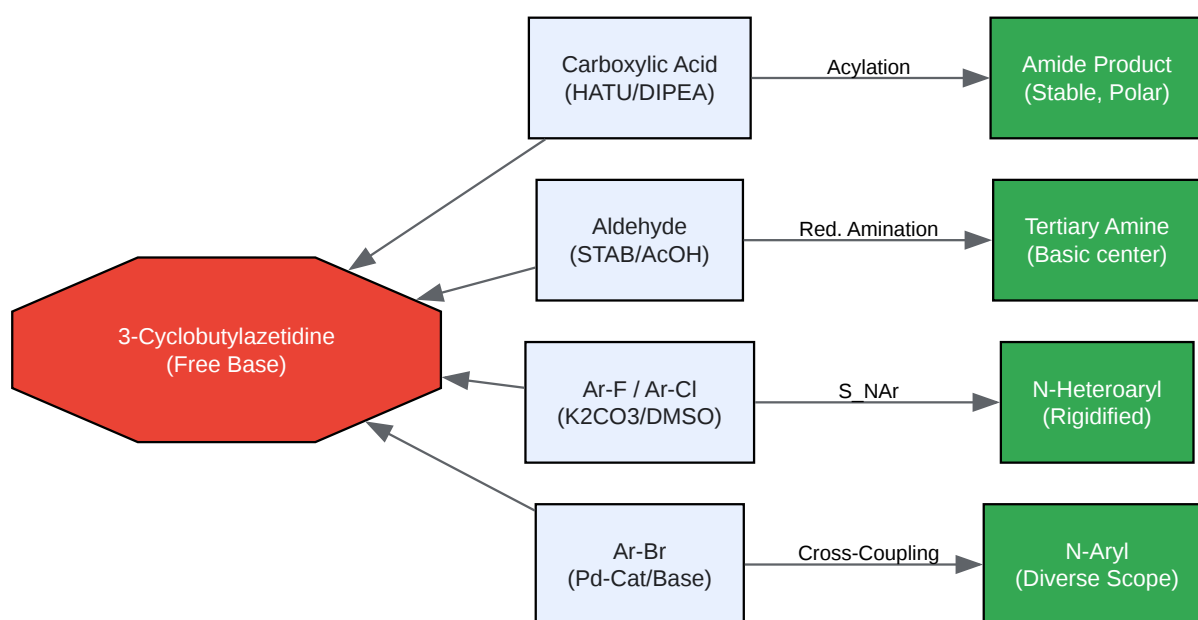 Carboxylic Acid
(HATU/DIPEA)
Acylation
Amide Product
(Stable, Polar)
Aldehyde
(STAB/AcOH)
Red. Amination
Tertiary Amine
(Basic center)
3-Cyclobutylazetidine
(Free Base)
Ar-F / Ar-Cl
(K2CO3/DMSO)
S_NAr
N-Heteroaryl
(Rigidified)
Ar-Br
(Pd-Cat/Base)
Cross-Coupling
N-Aryl
(Diverse Scope)